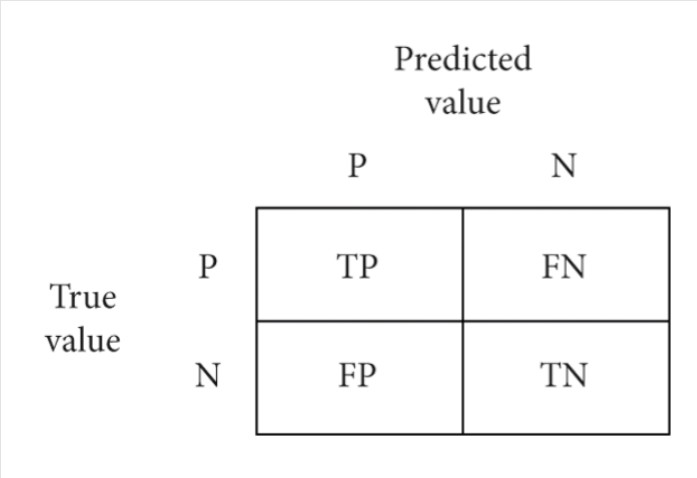 Predicted
value
P N
P TP FN
True
value
N FP TN